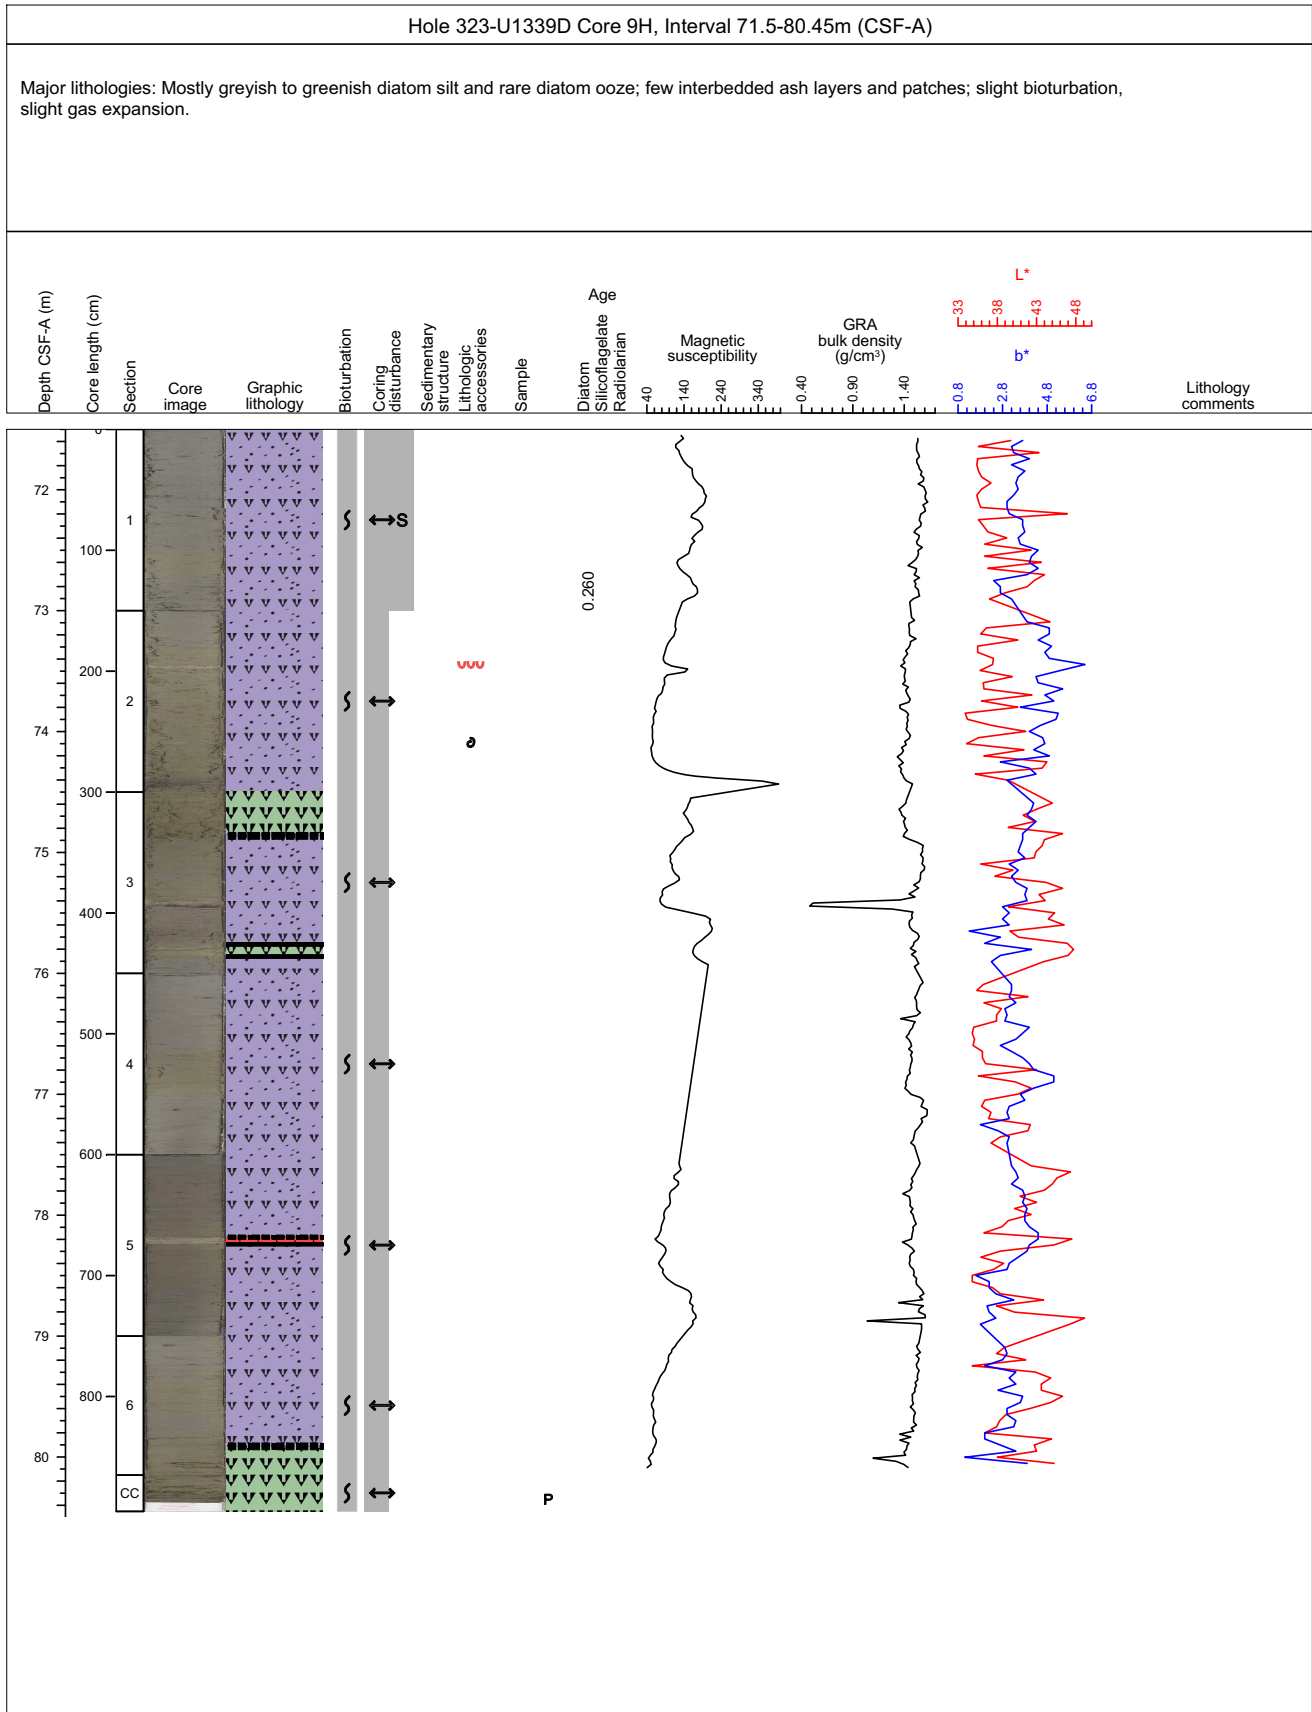 Hole 323-U1339D Core 9H, Interval 71.5-80.45m (CSF-A)
Major lithologies: Mostly greyish to greenish diatom silt and rare diatom ooze; few interbedded ash layers and patches; slight bioturbation,
slight gas expansion.
Depth CSF-A (m)
Core length (cm)
Section
Core
image
Graphic
lithology
Bioturbation
Coring
disturbance
Sedimentary
structure
Lithologic
accessories
Sample
Age
Diatom
Silicoflagelate
Radiolarian
Magnetic
susceptibility
40 140 240 340
GRA
bulk density
(g/cm³)
0.40 0.90 1.40
L*
33 38 43 48
b*
0.8 2.8 4.8 6.8
Lithology
comments
0
72
1
S
100
0.260
73
200
2
74
300
75
3
400
76
500
4
77
600
78
5
700
79
800
6
80
CC
P